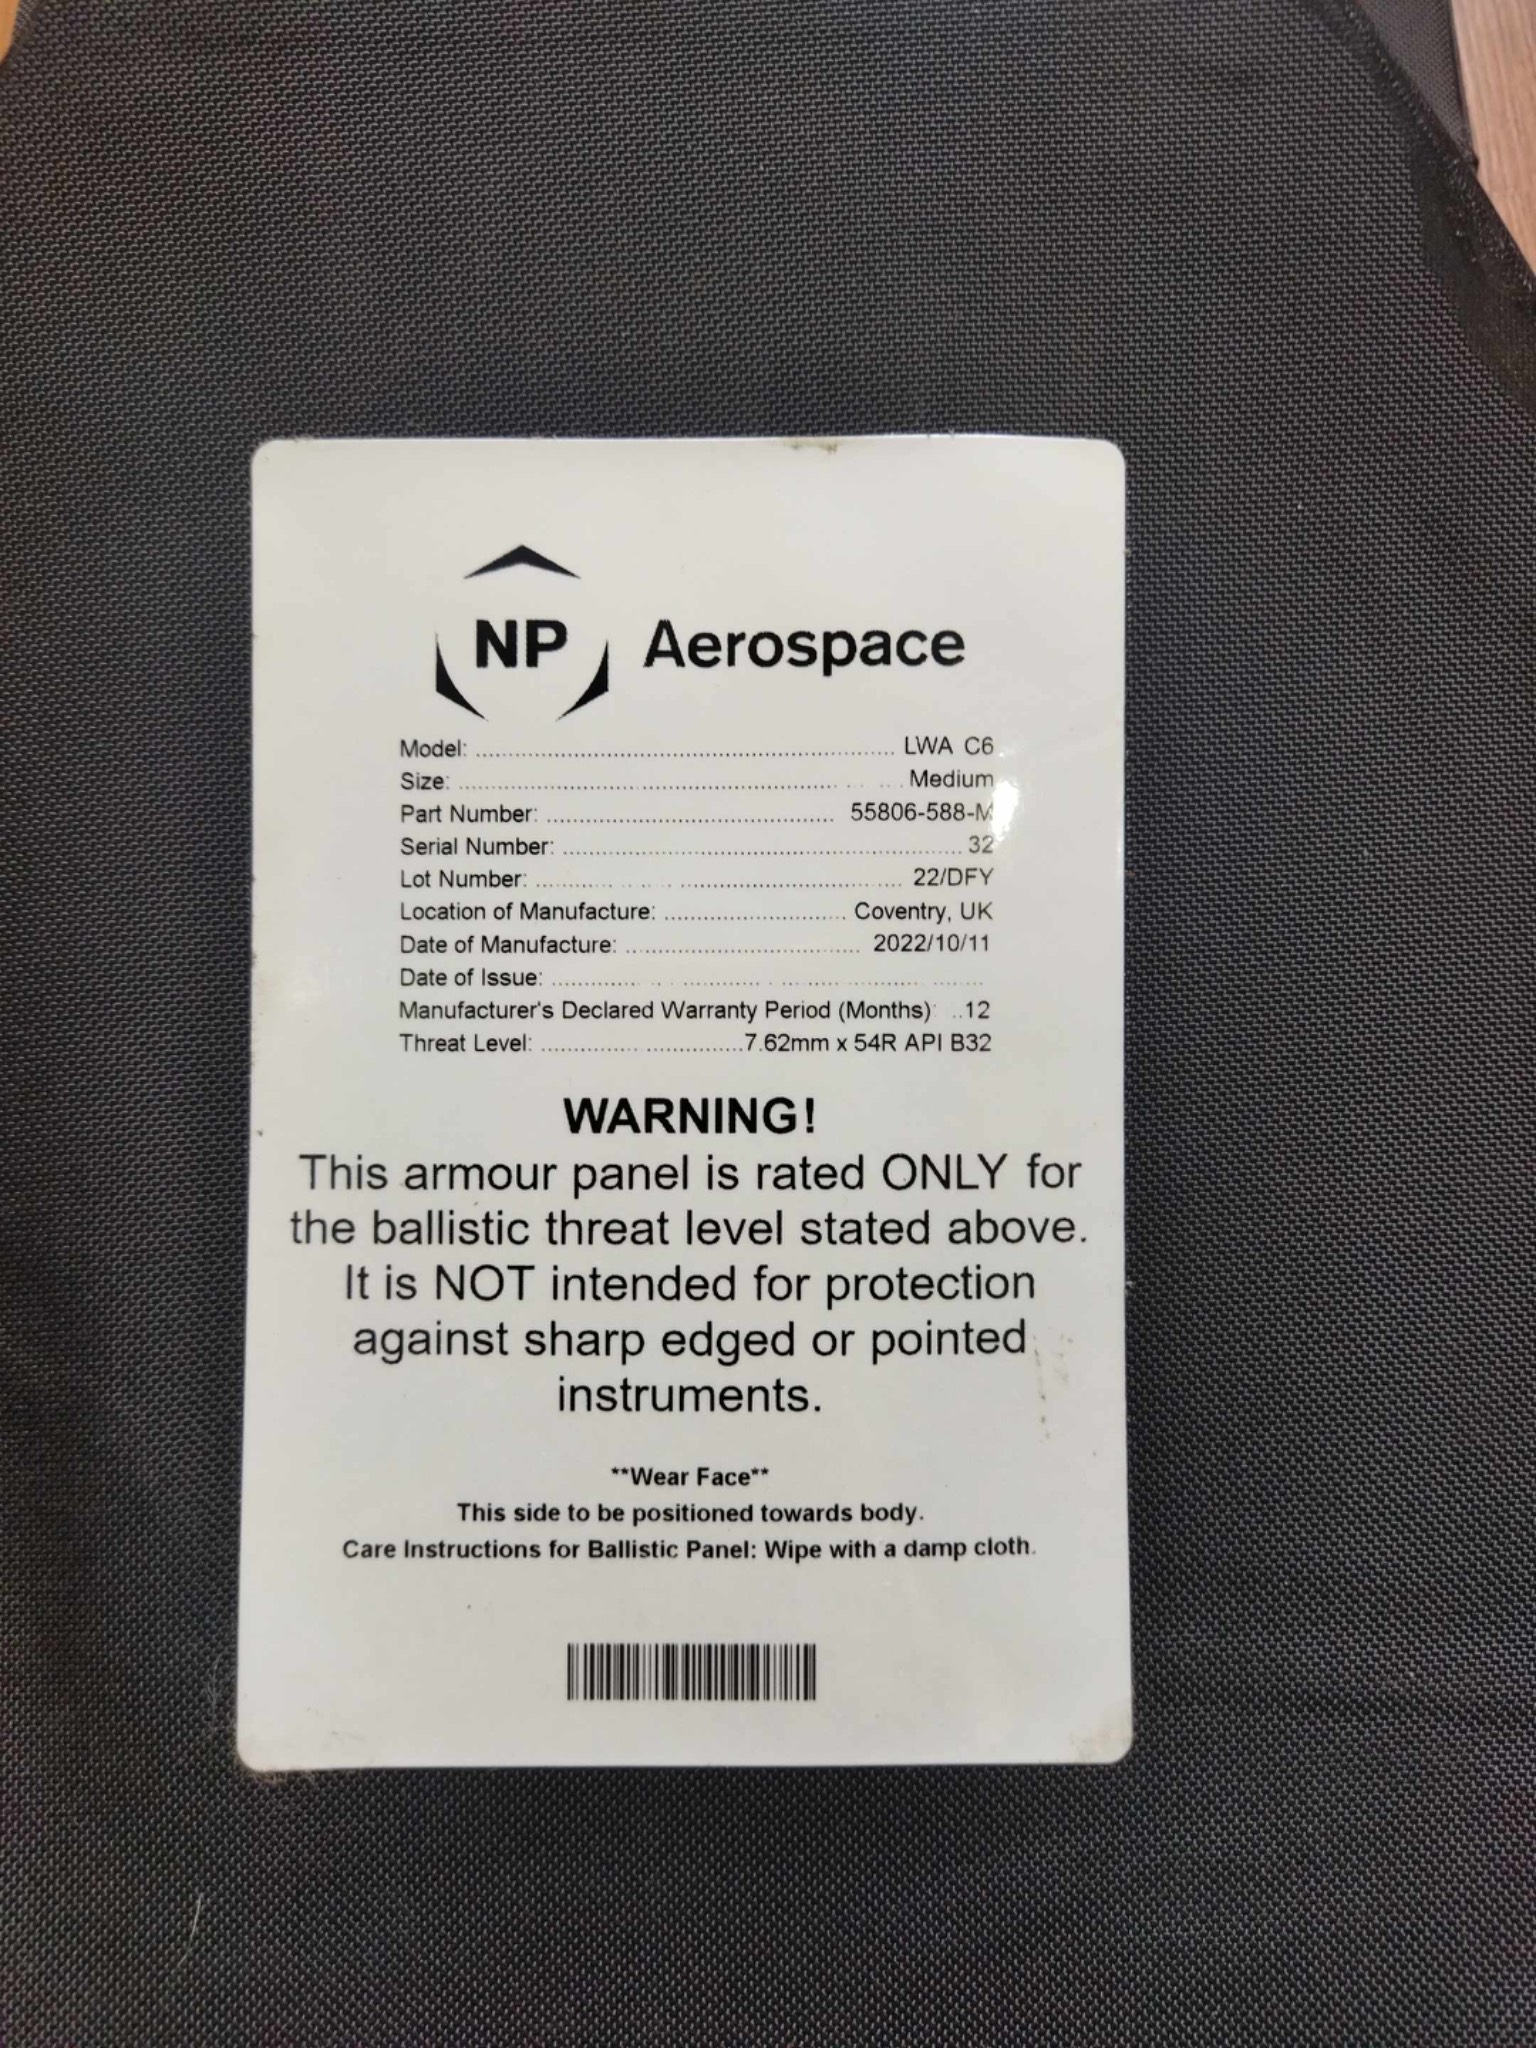 NP Aerospace
Model: LWA C6
Size: Medium
Part Number: 55806-588-M
Serial Number: 32
Lot Number: 22/DFY
Location of Manufacture: Coventry, UK
Date of Manufacture: 2022/10/11
Date of Issue:
Manufacturer's Declared Warranty Period (Months): 12
Threat Level: 7.62mm x 54R API B32
WARNING!
This armour panel is rated ONLY for
the ballistic threat level stated above.
It is NOT intended for protection
against sharp edged or pointed
instruments.
**Wear Face**
This side to be positioned towards body.
Care Instructions for Ballistic Panel: Wipe with a damp cloth.